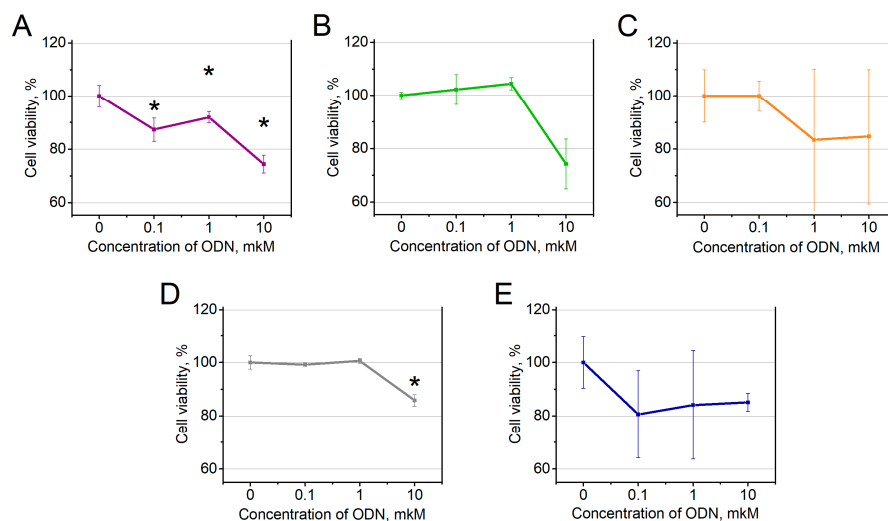 A
120
100
80
60
Cell viability, %
*
*
*
0
0.1
1
10
Concentration of ODN, mkM
B
120
100
80
60
Cell viability, %
0
0.1
1
10
Concentration of ODN, mkM
C
120
100
80
60
Cell viability, %
0
0.1
1
10
Concentration of ODN, mkM
D
120
100
80
60
Cell viability, %
*
0
0.1
1
10
Concentration of ODN, mkM
E
120
100
80
60
Cell viability, %
0
0.1
1
10
Concentration of ODN, mkM